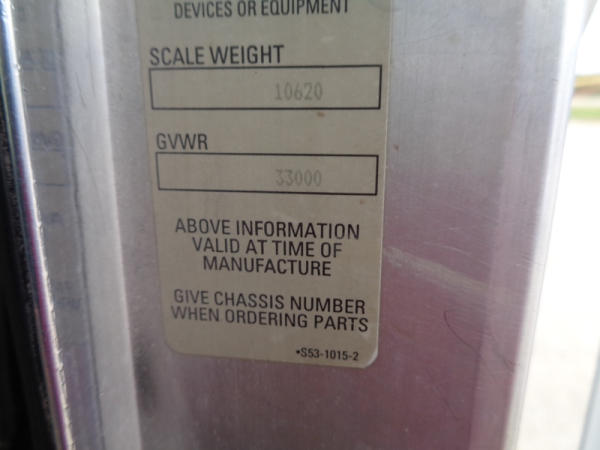 DEVICES OR EQUIPMENT
SCALE WEIGHT
10620
GVWR
33000
ABOVE INFORMATION
VALID AT TIME OF
MANUFACTURE
GIVE CHASSIS NUMBER
WHEN ORDERING PARTS
•S53-1015-2